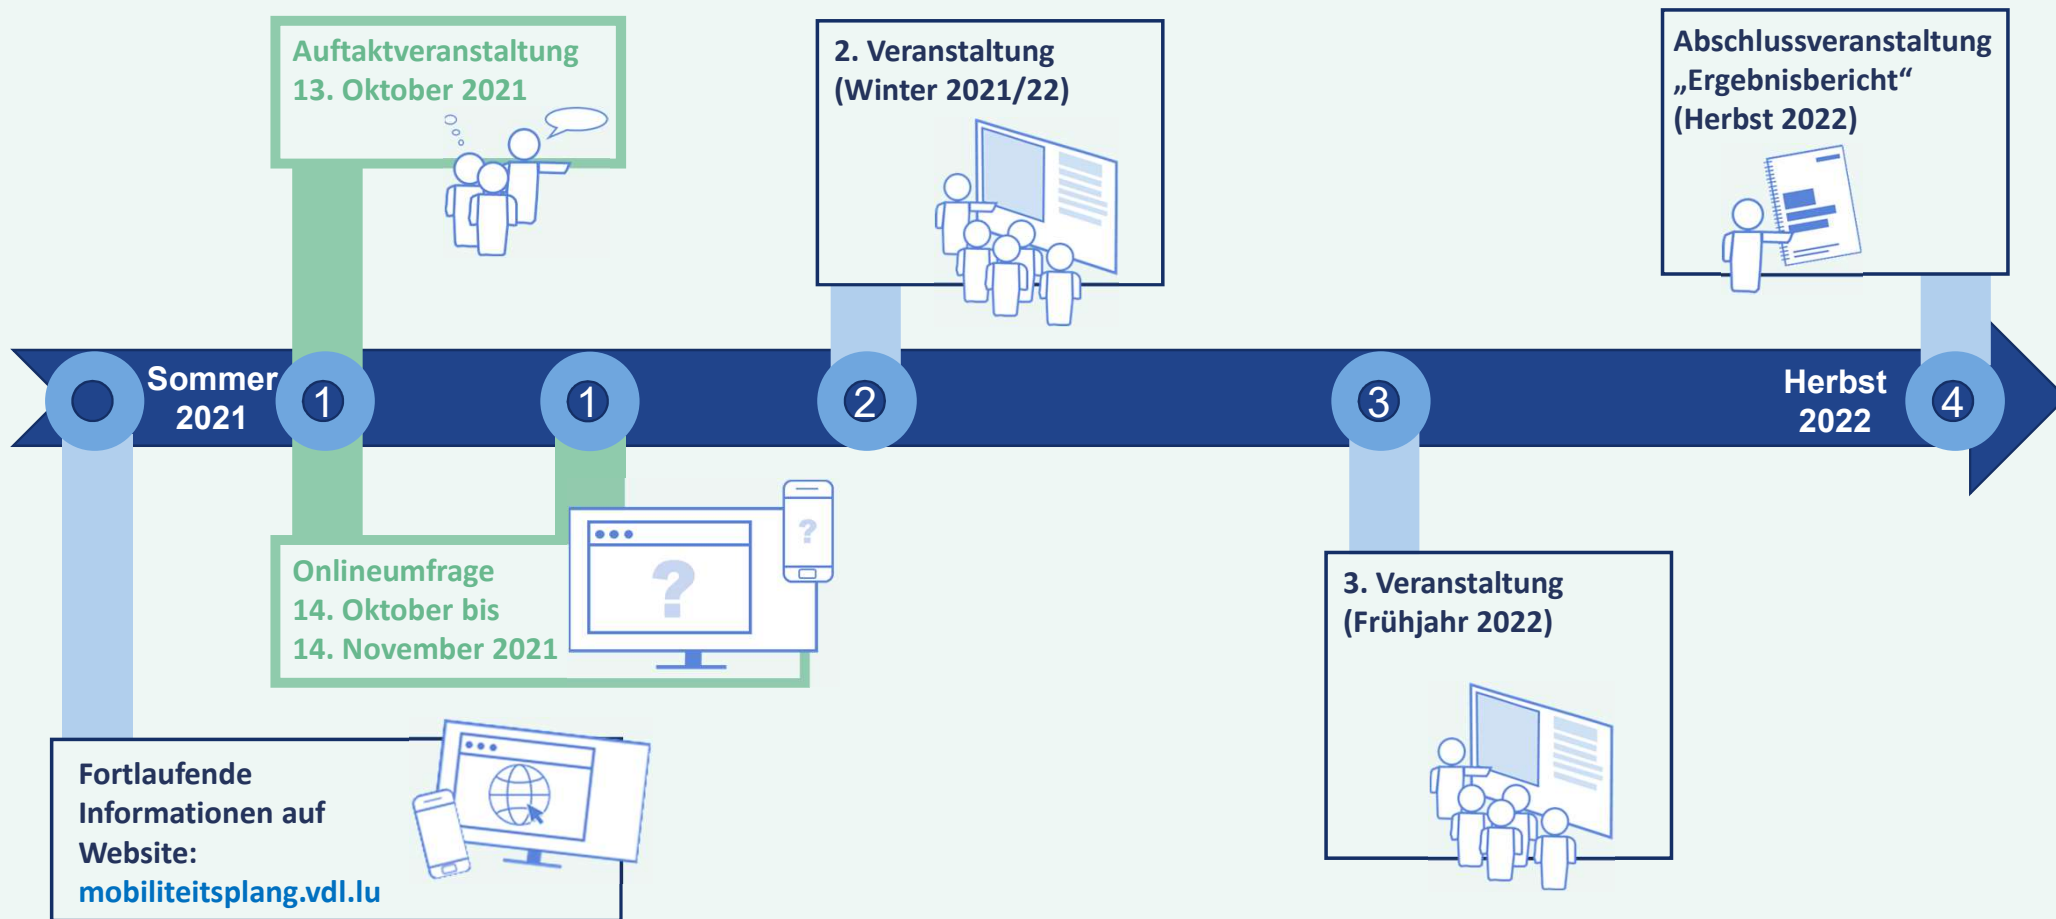 Auftaktveranstaltung
13. Oktober 2021
2. Veranstaltung
(Winter 2021/22)
Abschlussveranstaltung
„Ergebnisbericht“
(Herbst 2022)
Sommer
2021
1
1
2
3
Herbst
2022
4
Onlineumfrage
14. Oktober bis
14. November 2021
?
?
3. Veranstaltung
(Frühjahr 2022)
Fortlaufende
Informationen auf
Website:
mobiliteitsplang.vdl.lu